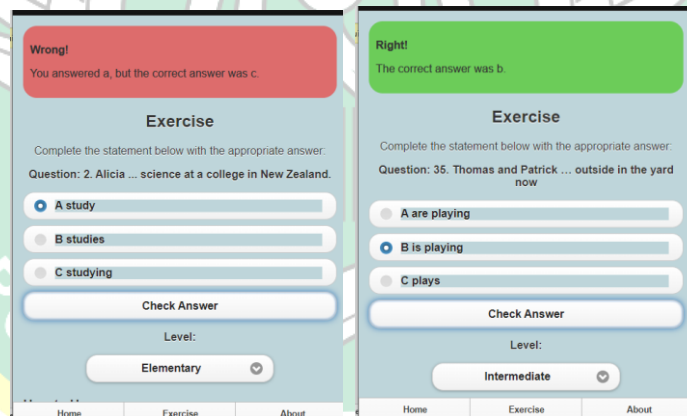 Wrong!
You answered a, but the correct answer was c.
Exercise
Complete the statement below with the appropriate answer:
Question: 2. Alicia ... science at a college in New Zealand.
A study
B studies
C studying
Check Answer
Level:
Elementary
Home Exercise About
Right!
The correct answer was b.
Exercise
Complete the statement below with the appropriate answer:
Question: 35. Thomas and Patrick ... outside in the yard
now
A are playing
B is playing
C plays
Check Answer
Level:
Intermediate
Home Exercise About